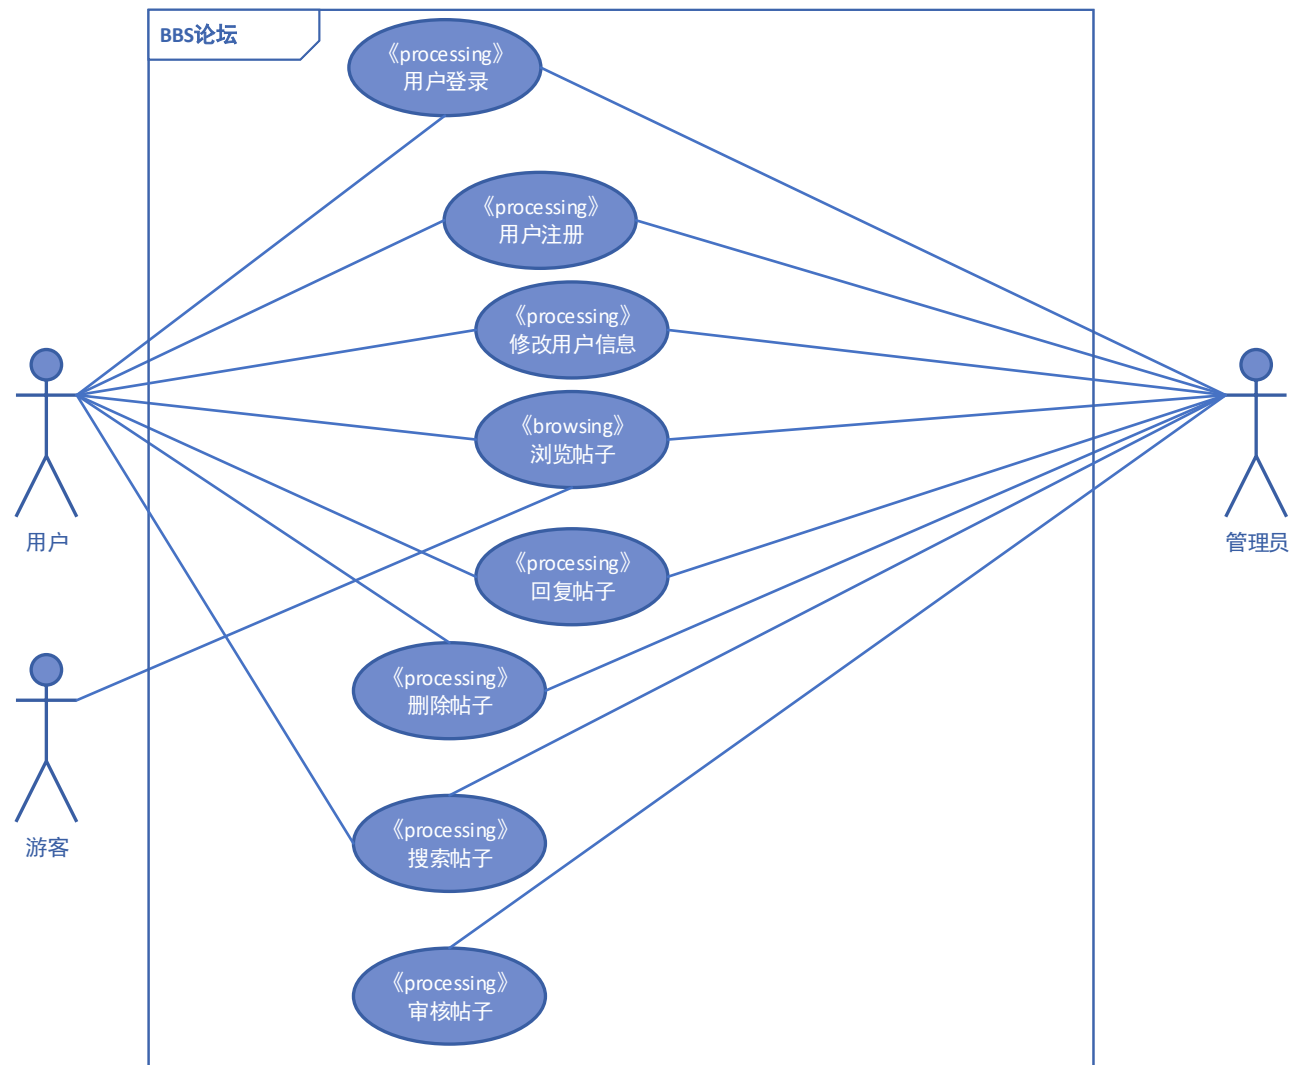 BBS论坛
《processing》
用户登录
《processing》
用户注册
《processing》
修改用户信息
《browsing》
浏览帖子
用户
管理员
《processing》
回复帖子
《processing》
删除帖子
《processing》
搜索帖子
游客
《processing》
审核帖子